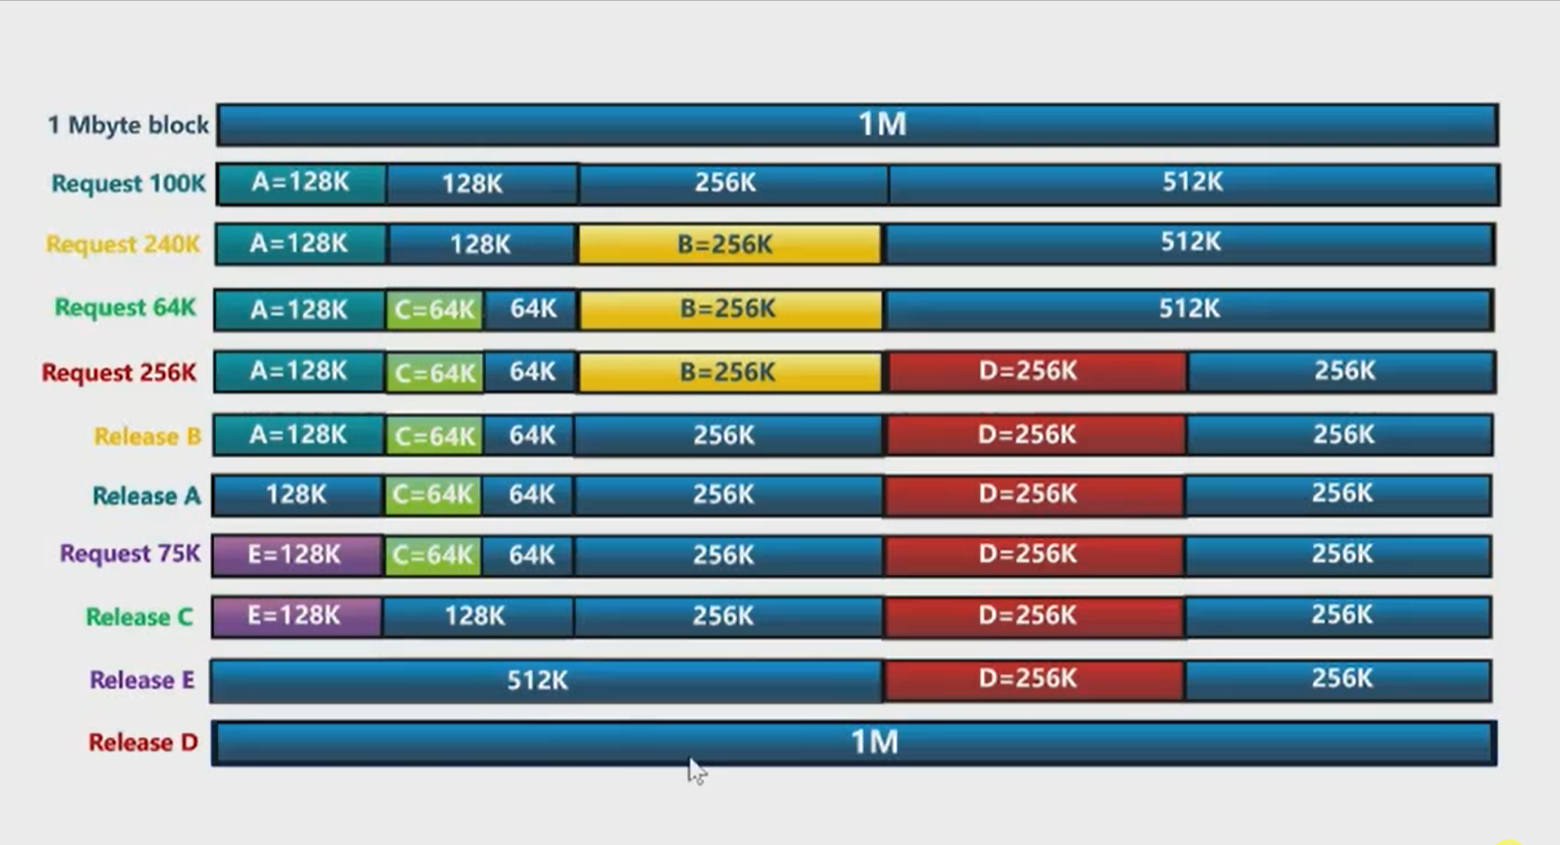 1 Mbyte block 1M
Request 100K A=128K 128K 256K 512K
Request 240K A=128K 128K B=256K 512K
Request 64K A=128K C=64K 64K B=256K 512K
Request 256K A=128K C=64K 64K B=256K D=256K 256K
Release B A=128K C=64K 64K 256K D=256K 256K
Release A 128K C=64K 64K 256K D=256K 256K
Request 75K E=128K C=64K 64K 256K D=256K 256K
Release C E=128K 128K 256K D=256K 256K
Release E 512K D=256K 256K
Release D 1M